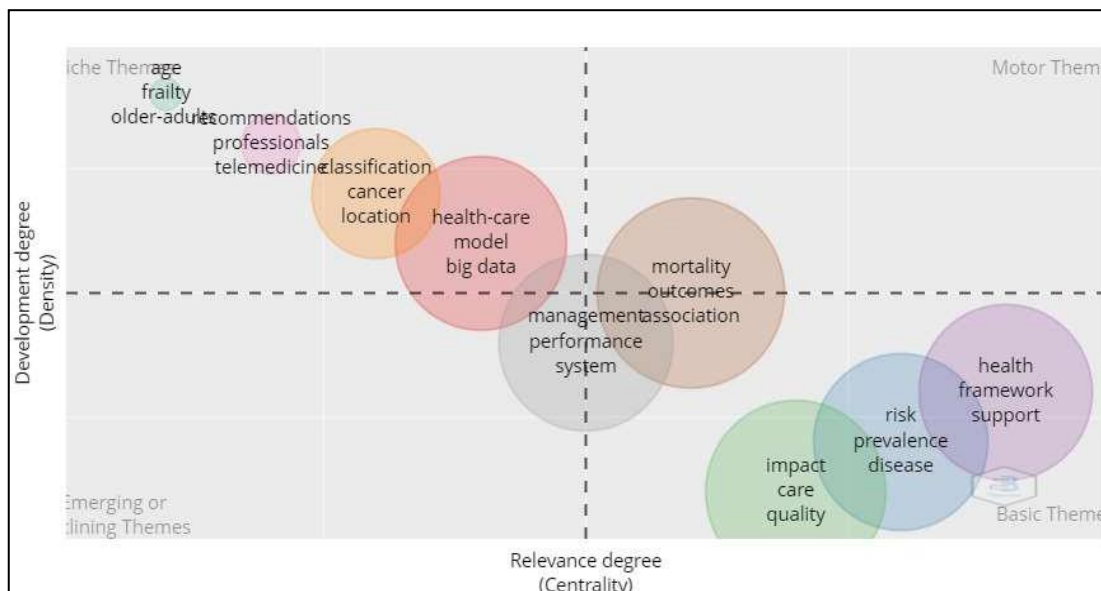 iche Themes
Motor Theme
age
frailty
older-adults
recommendations
professionals
telemedicine
classification
cancer
location
health-care
model
big data
mortality
outcomes
association
management
performance
system
health
framework
support
risk
prevalence
disease
impact
care
quality
Emerging or
clining Themes
Basic Theme
Development degree
(Density)
Relevance degree
(Centrality)